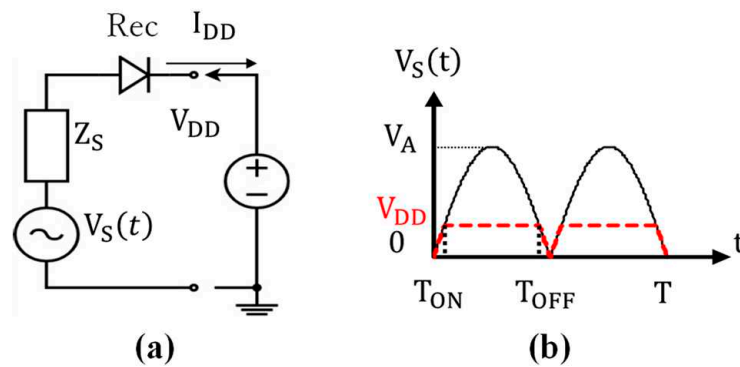 Rec
I_DD
Z_S
V_DD
+
−
V_S(t)
(a)
V_S(t)
V_A
V_DD
0
t
T_ON
T_OFF
T
(b)